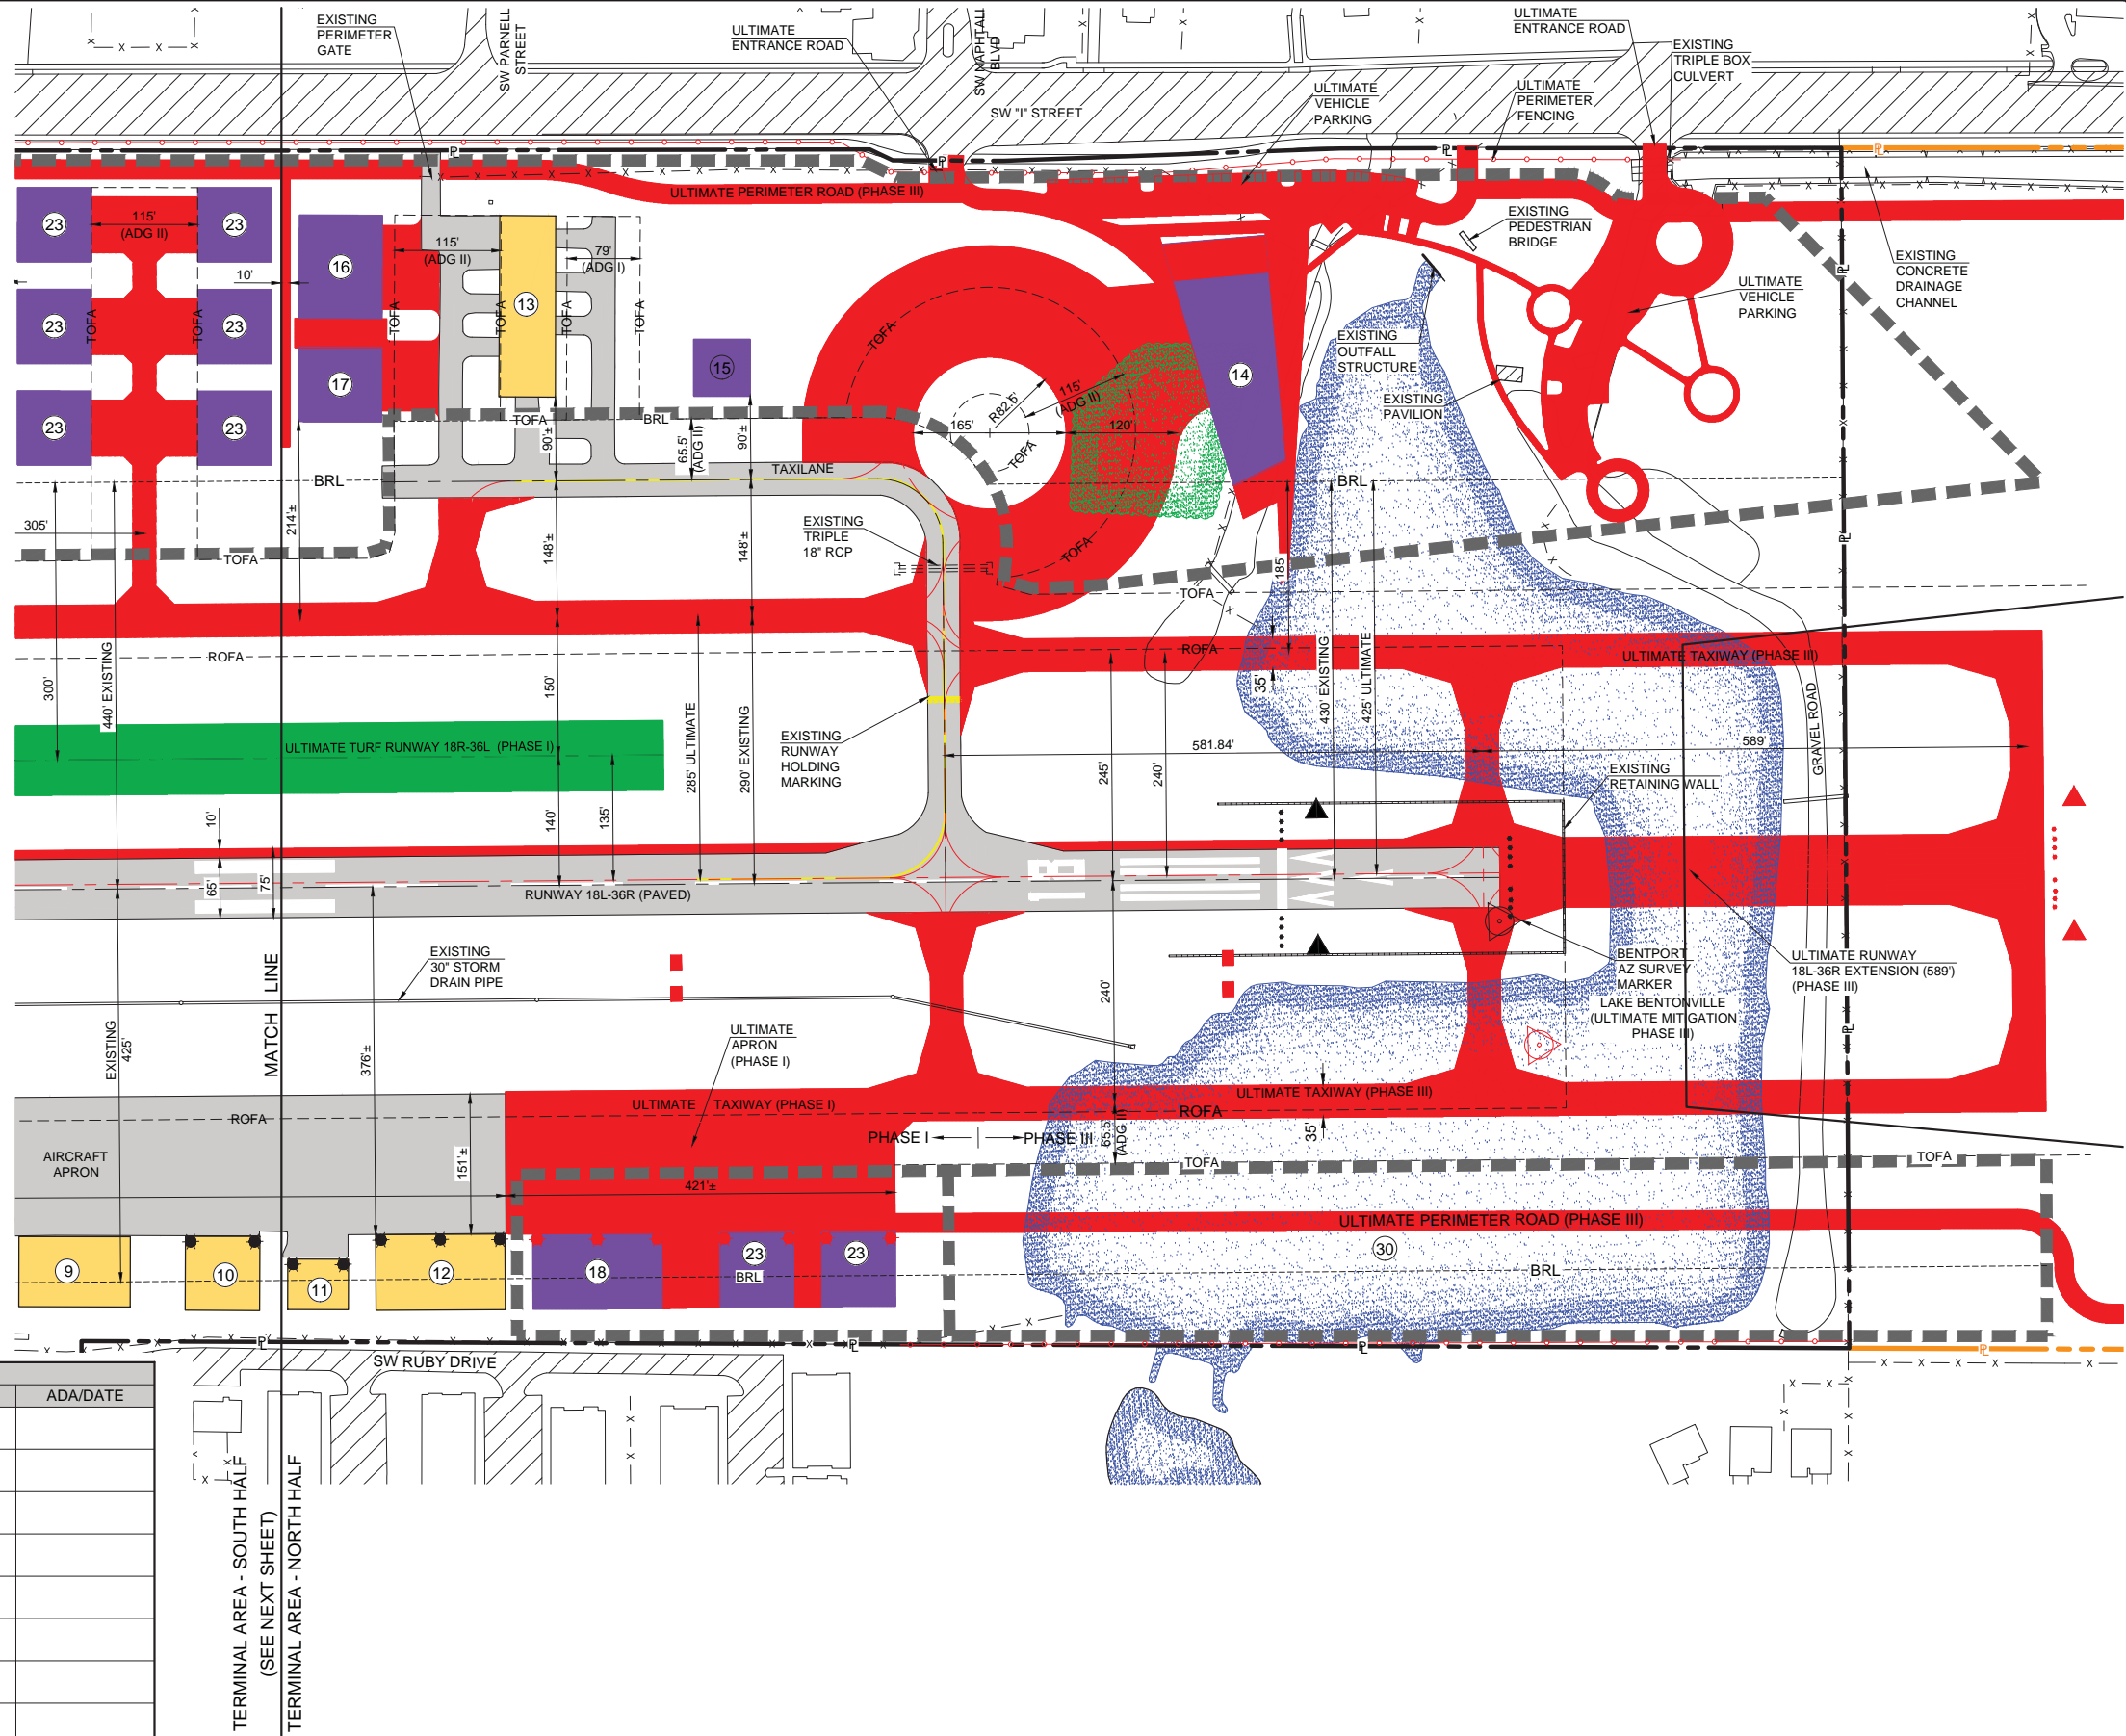 EXISTING
PERIMETER
GATE
SW PARNELL
STREET
ULTIMATE
ENTRANCE ROAD
SW NAPHTALL
BLVD
SW "I" STREET
ULTIMATE
ENTRANCE ROAD
EXISTING
TRIPLE BOX
CULVERT
ULTIMATE
VEHICLE
PARKING
ULTIMATE
PERIMETER
FENCING
ULTIMATE PERIMETER ROAD (PHASE III)
EXISTING
PEDESTRIAN
BRIDGE
EXISTING
CONCRETE
DRAINAGE
CHANNEL
ULTIMATE
VEHICLE
PARKING
EXISTING
OUTFALL
STRUCTURE
EXISTING
PAVILION
23
115'
(ADG II)
23
10'
16
115'
(ADG II)
79'
(ADG I)
13
23
TOFA
TOFA
23
TOFA
TOFA
TOFA
TOFA
17
15
14
23
23
TOFA
R82.5'
115'
(ADG II)
165'
120'
TOFA
TOFA
TOFA
BRL
90'±
65.5'
(ADG II)
90'±
TAXILANE
BRL
BRL
305'
214'±
TOFA
148'±
148'±
EXISTING
TRIPLE
18" RCP
185'
TOFA
ROFA
ROFA
ULTIMATE TAXIWAY (PHASE III)
300'
440' EXISTING
150'
285' ULTIMATE
290' EXISTING
35'
430' EXISTING
425' ULTIMATE
GRAVEL ROAD
ULTIMATE TURF RUNWAY 18R-36L (PHASE I)
EXISTING
RUNWAY
HOLDING
MARKING
581.84'
589'
245'
240'
EXISTING
RETAINING WALL
10'
140'
135'
65'
75'
RUNWAY 18L-36R (PAVED)
EXISTING
30" STORM
DRAIN PIPE
BENTPORT
AZ SURVEY
MARKER
ULTIMATE RUNWAY
18L-36R EXTENSION (589')
(PHASE III)
LAKE BENTONVILLE
(ULTIMATE MITIGATION
PHASE III)
MATCH LINE
EXISTING
425'
376'±
240'
ULTIMATE
APRON
(PHASE I)
ULTIMATE TAXIWAY (PHASE I)
ULTIMATE TAXIWAY (PHASE III)
ROFA
ROFA
PHASE I
PHASE III
65.5'
(ADG II)
35'
AIRCRAFT
APRON
151'±
TOFA
TOFA
421'±
ULTIMATE PERIMETER ROAD (PHASE III)
30
9
10
11
12
18
23
23
BRL
BRL
SW RUBY DRIVE
ADA/DATE
TERMINAL AREA - SOUTH HALF
(SEE NEXT SHEET)
TERMINAL AREA - NORTH HALF